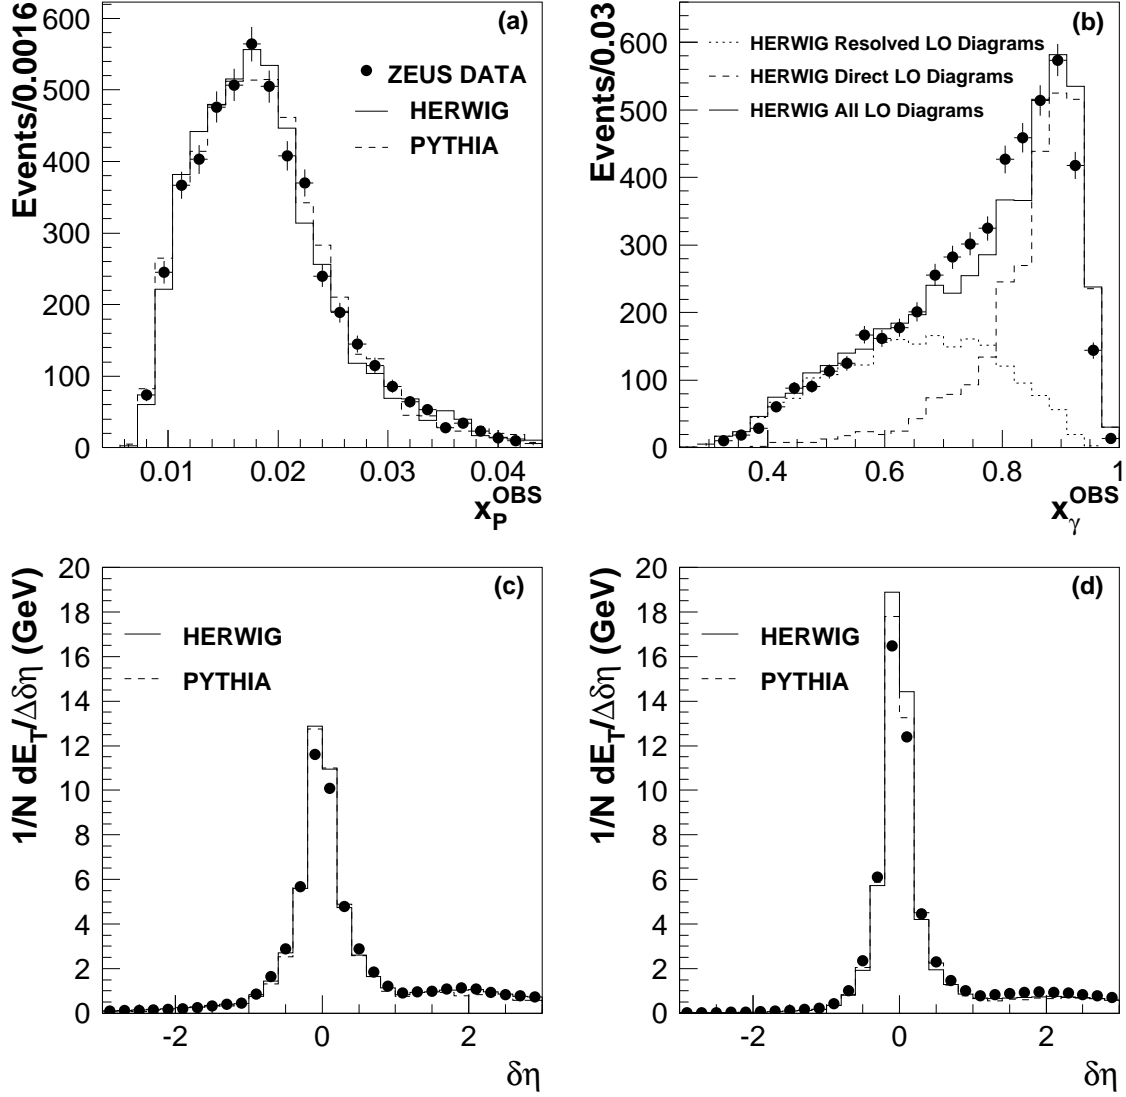 (a)
Events/0.0016
600
500
400
300
200
100
0
ZEUS DATA
HERWIG
PYTHIA
0.01 0.02 0.03 0.04
x_P^OBS
(b)
Events/0.03
600
500
400
300
200
100
0
HERWIG Resolved LO Diagrams
HERWIG Direct LO Diagrams
HERWIG All LO Diagrams
0.4 0.6 0.8 1
x_γ^OBS
(c)
1/N dE_T/Δδη (GeV)
20
18
16
14
12
10
8
6
4
2
0
HERWIG
PYTHIA
-2 0 2
δη
(d)
1/N dE_T/Δδη (GeV)
20
18
16
14
12
10
8
6
4
2
0
HERWIG
PYTHIA
-2 0 2
δη